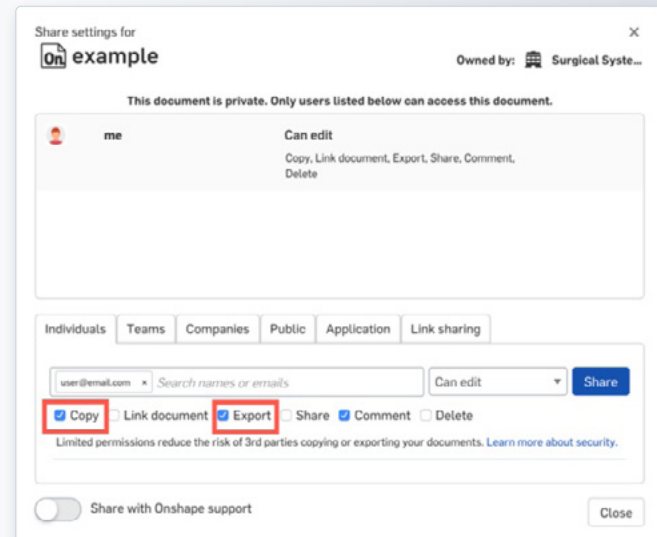 Share settings for
On example
Owned by: Surgical Syste...
This document is private. Only users listed below can access this document.
me Can edit
Copy, Link document, Export, Share, Comment,
Delete
Individuals Teams Companies Public Application Link sharing
user@email.com × Search names or emails Can edit Share
Copy Link document Export Share Comment Delete
Limited permissions reduce the risk of 3rd parties copying or exporting your documents. Learn more about security.
Share with Onshape support Close